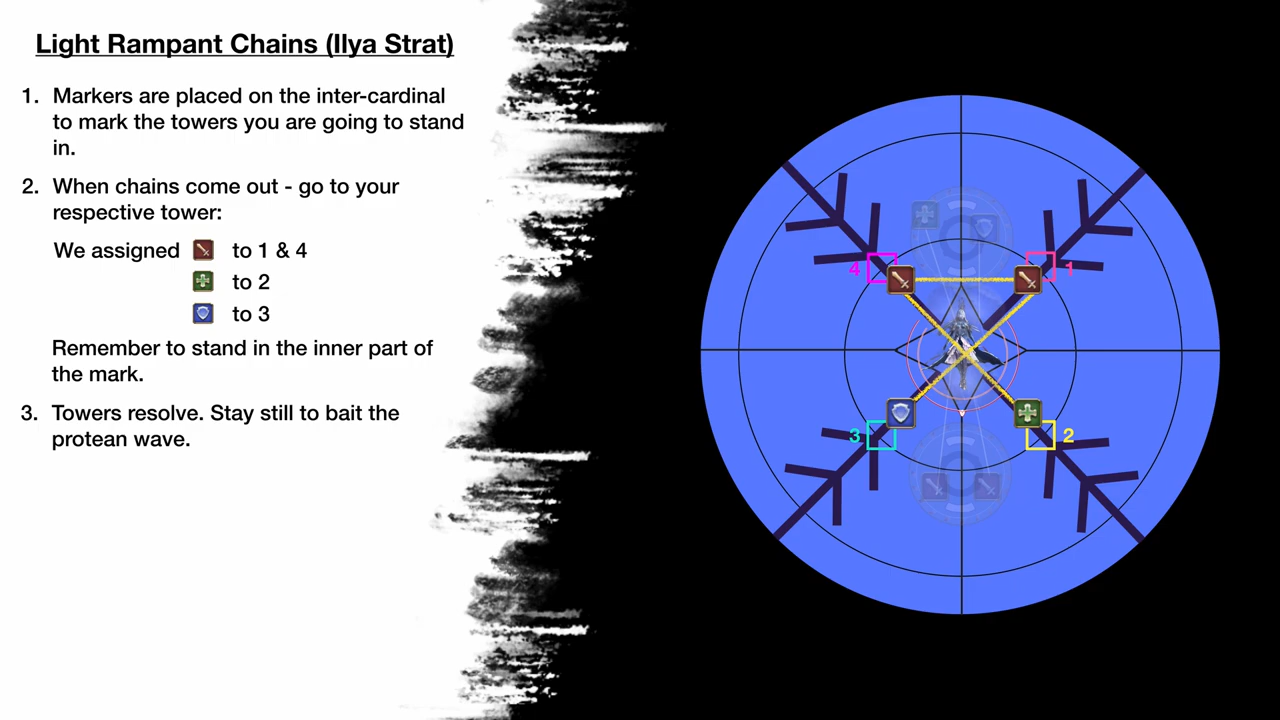 Light Rampant Chains (Ilya Strat)
1. Markers are placed on the inter-cardinal
to mark the towers you are going to stand
in.
2. When chains come out - go to your
respective tower:
We assigned to 1 & 4
to 2
to 3
Remember to stand in the inner part of
the mark.
3. Towers resolve. Stay still to bait the
protean wave.
4
1
3
2